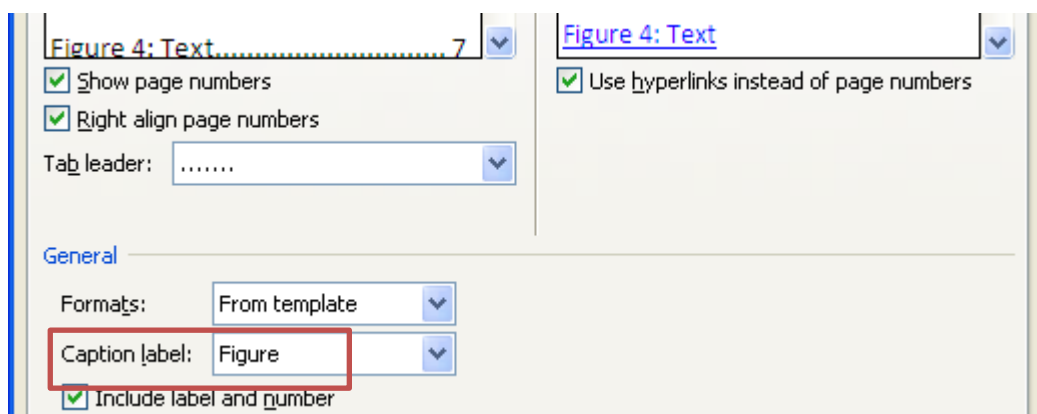 Figure 4: Text............................. 7
Figure 4: Text
Show page numbers
Use hyperlinks instead of page numbers
Right align page numbers
Tab leader: .......
General
Formats: From template
Caption label: Figure
Include label and number